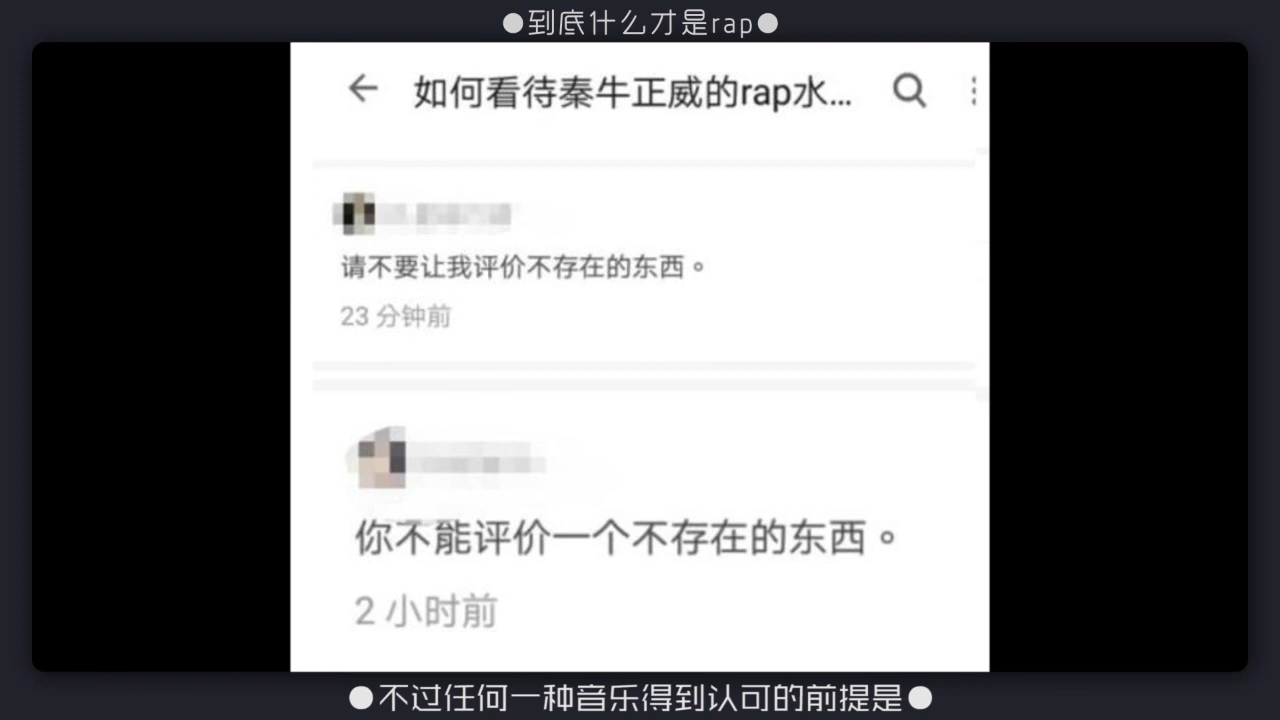 ●到底什么才是rap●
如何看待秦牛正威的rap水...
请不要让我评价不存在的东西。
23 分钟前
你不能评价一个不存在的东西。
2 小时前
●不过任何一种音乐得到认可的前提是●